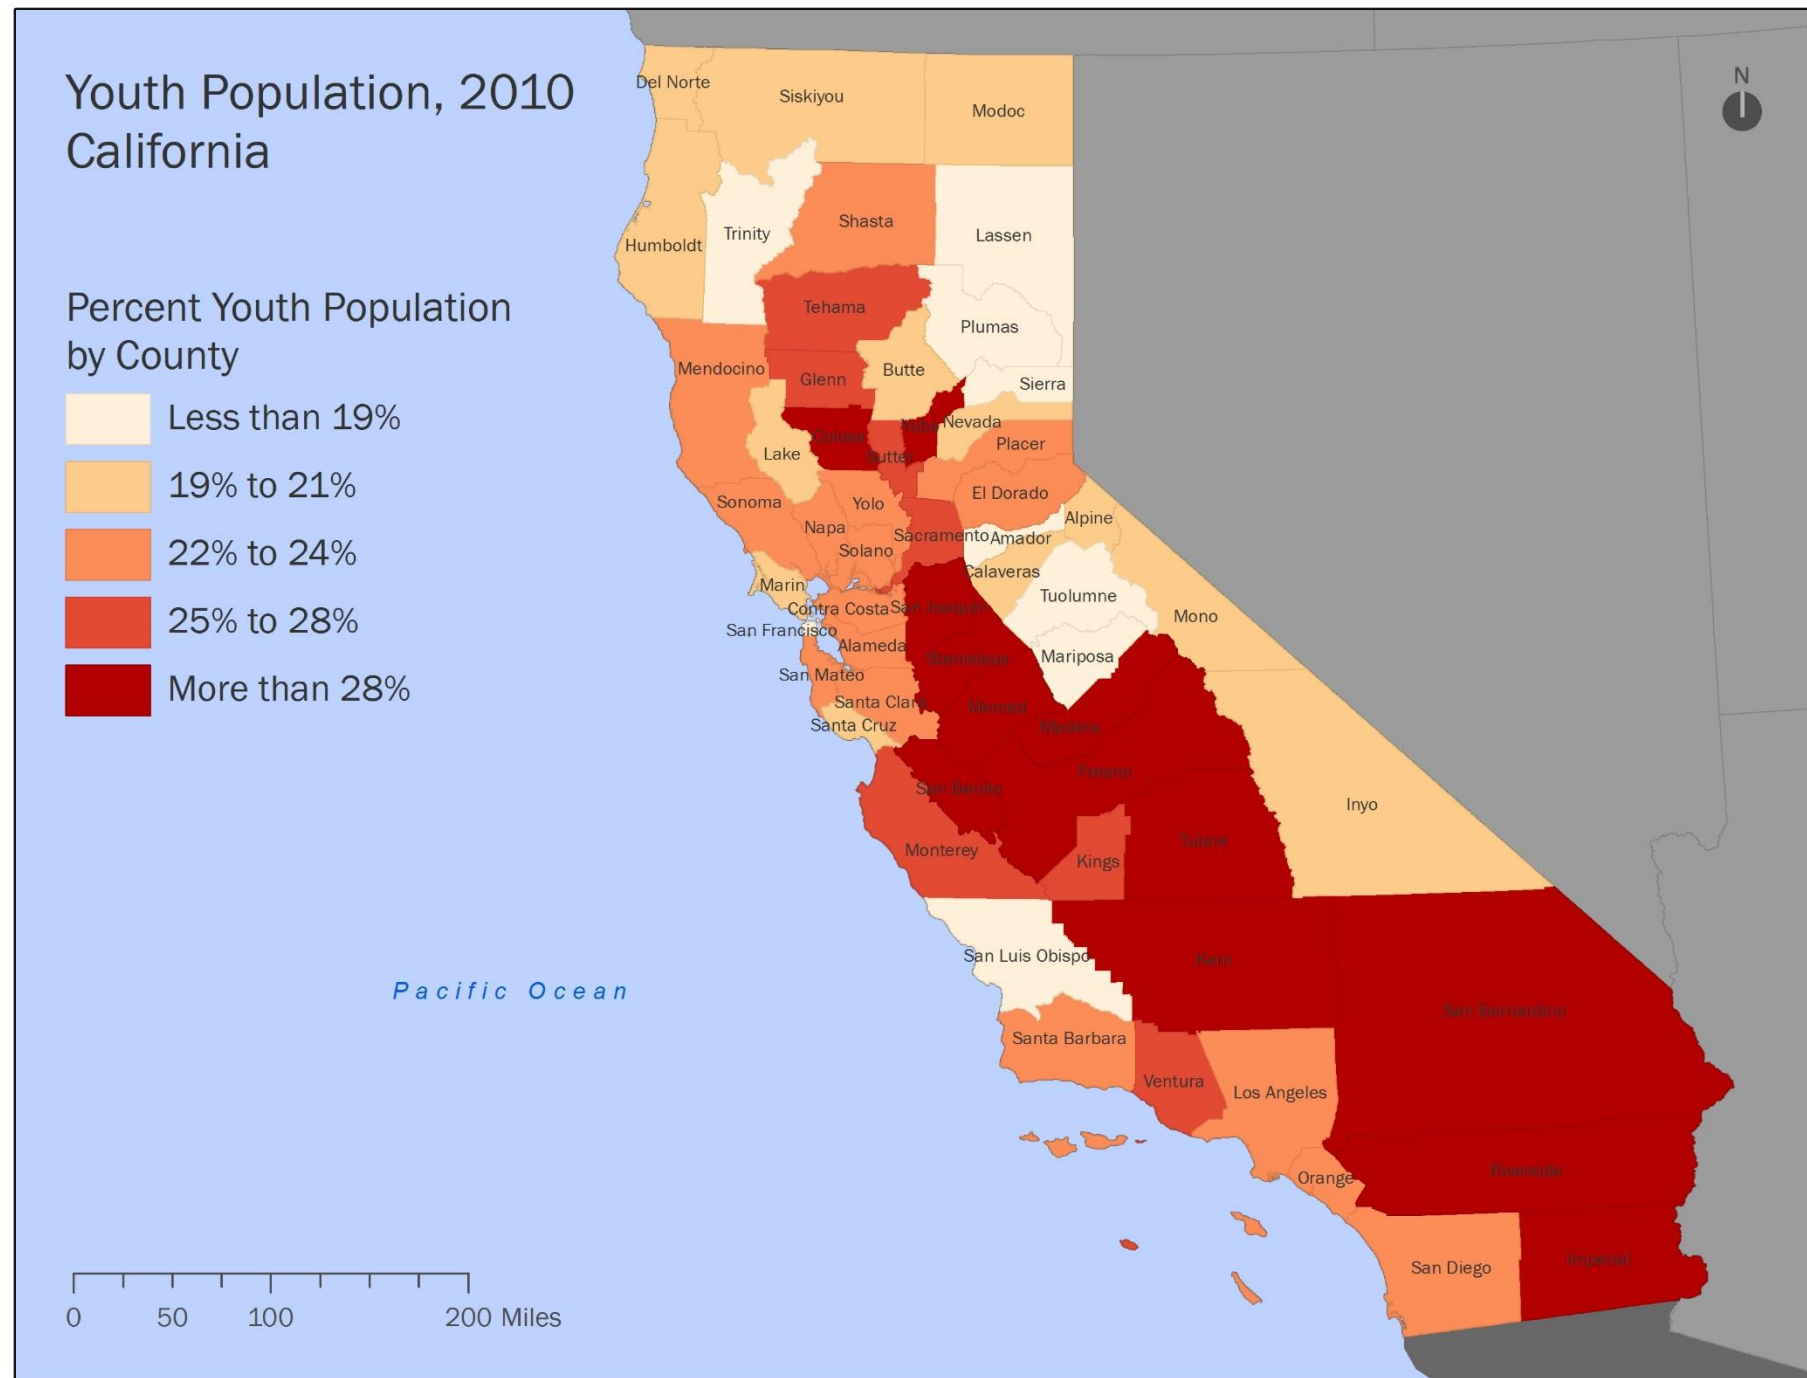 Youth Population, 2010
California
Percent Youth Population
by County
Less than 19%
19% to 21%
22% to 24%
25% to 28%
More than 28%
N
Del Norte
Siskiyou
Modoc
Shasta
Trinity
Lassen
Humboldt
Tehama
Plumas
Mendocino
Glenn
Butte
Sierra
Colusa
Yuba
Nevada
Placer
Lake
Sutter
El Dorado
Sonoma
Yolo
Napa
Alpine
Sacramento
Amador
Solano
Calaveras
Marin
Tuolumne
Contra Costa
San Joaquin
Mono
San Francisco
Alameda
Stanislaus
Mariposa
San Mateo
Santa Clara
Merced
Santa Cruz
Madera
Fresno
San Benito
Inyo
Monterey
Kings
Tulare
San Luis Obispo
Kern
Pacific Ocean
San Bernardino
Santa Barbara
Ventura
Los Angeles
Orange
Riverside
San Diego
Imperial
0 50 100 200 Miles